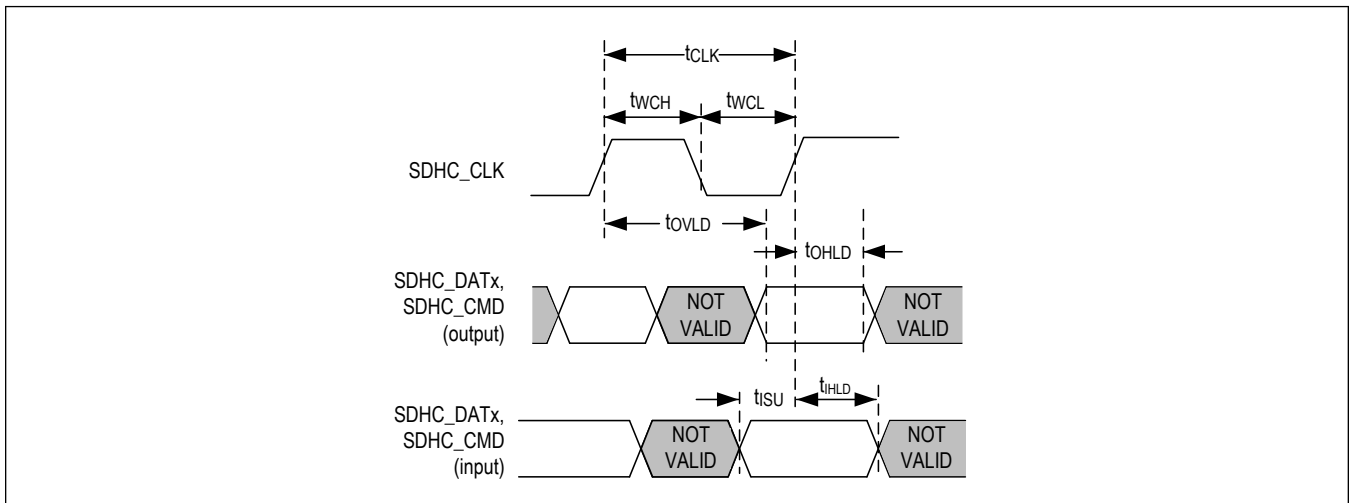 tCLK
tWCH
tWCL
SDHC_CLK
tOVLD
tOHLD
SDHC_DATx,
SDHC_CMD
(output)
NOT
VALID
NOT
VALID
tISU
tIHLD
SDHC_DATx,
SDHC_CMD
(input)
NOT
VALID
NOT
VALID